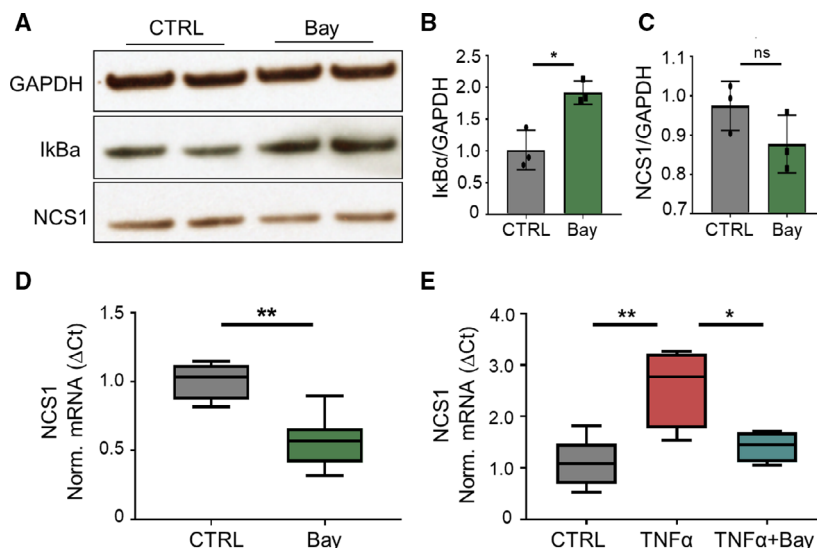 A
CTRL
Bay
GAPDH
IkBa
NCS1
B
IκBα/GAPDH
2.5
2.0
1.5
1.0
0.5
0
*
CTRL
Bay
C
NCS1/GAPDH
1.1
1.0
0.9
0.8
0.7
ns
CTRL
Bay
D
NCS1
Norm. mRNA (ΔCt)
1.5
1.0
0.5
0
**
CTRL
Bay
E
NCS1
Norm. mRNA (ΔCt)
4.0
3.0
2.0
1.0
0
**
*
CTRL
TNFα
TNFα+Bay